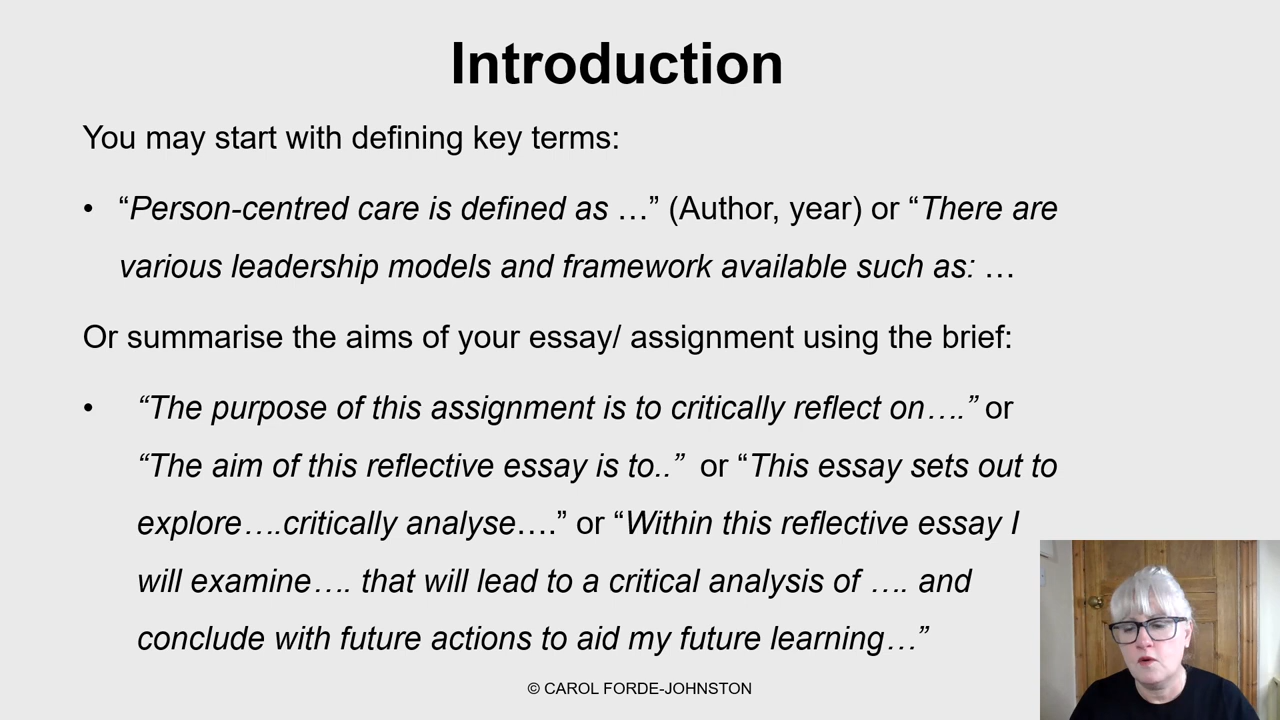 Introduction
You may start with defining key terms:
• “Person-centred care is defined as …” (Author, year) or “There are
various leadership models and framework available such as: …
Or summarise the aims of your essay/ assignment using the brief:
• “The purpose of this assignment is to critically reflect on….” or
“The aim of this reflective essay is to..” or “This essay sets out to
explore….critically analyse….” or “Within this reflective essay I
will examine…. that will lead to a critical analysis of …. and
conclude with future actions to aid my future learning…”
© CAROL FORDE-JOHNSTON